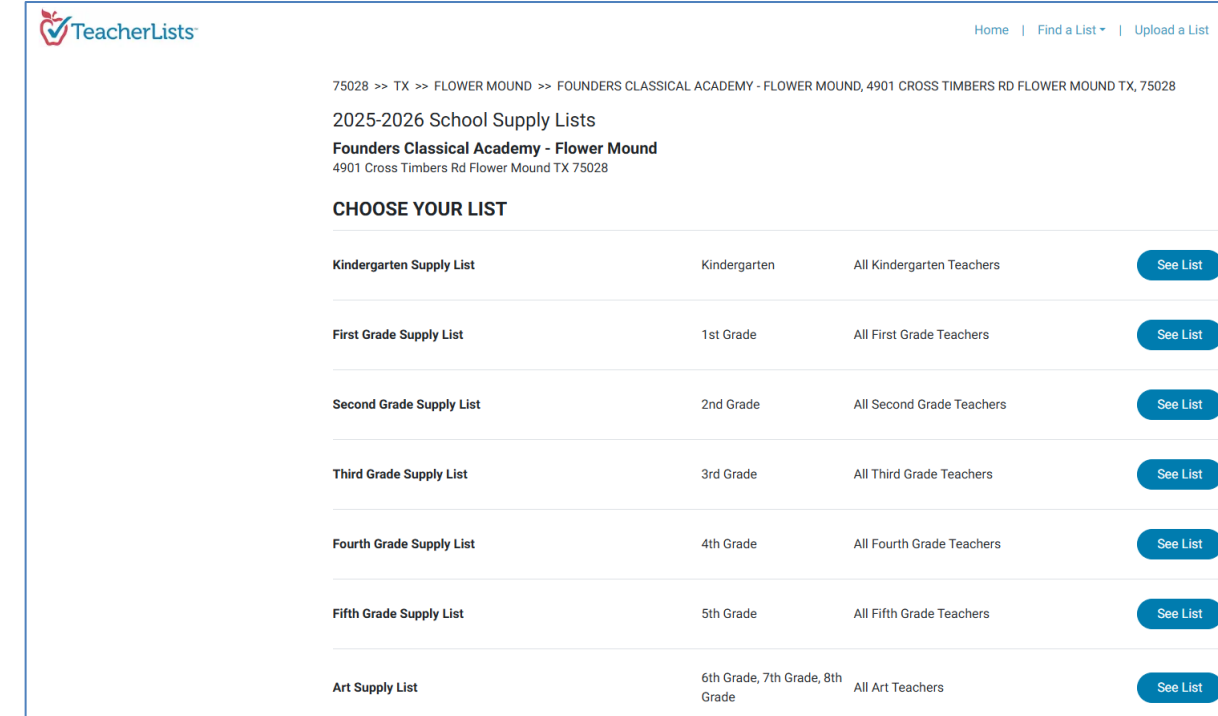 TeacherLists
Home | Find a List | Upload a List
75028 >> TX >> FLOWER MOUND >> FOUNDERS CLASSICAL ACADEMY - FLOWER MOUND, 4901 CROSS TIMBERS RD FLOWER MOUND TX, 75028
2025-2026 School Supply Lists
Founders Classical Academy - Flower Mound
4901 Cross Timbers Rd Flower Mound TX 75028
CHOOSE YOUR LIST
Kindergarten Supply List Kindergarten All Kindergarten Teachers See List
First Grade Supply List 1st Grade All First Grade Teachers See List
Second Grade Supply List 2nd Grade All Second Grade Teachers See List
Third Grade Supply List 3rd Grade All Third Grade Teachers See List
Fourth Grade Supply List 4th Grade All Fourth Grade Teachers See List
Fifth Grade Supply List 5th Grade All Fifth Grade Teachers See List
Art Supply List 6th Grade, 7th Grade, 8th All Art Teachers See List
Grade